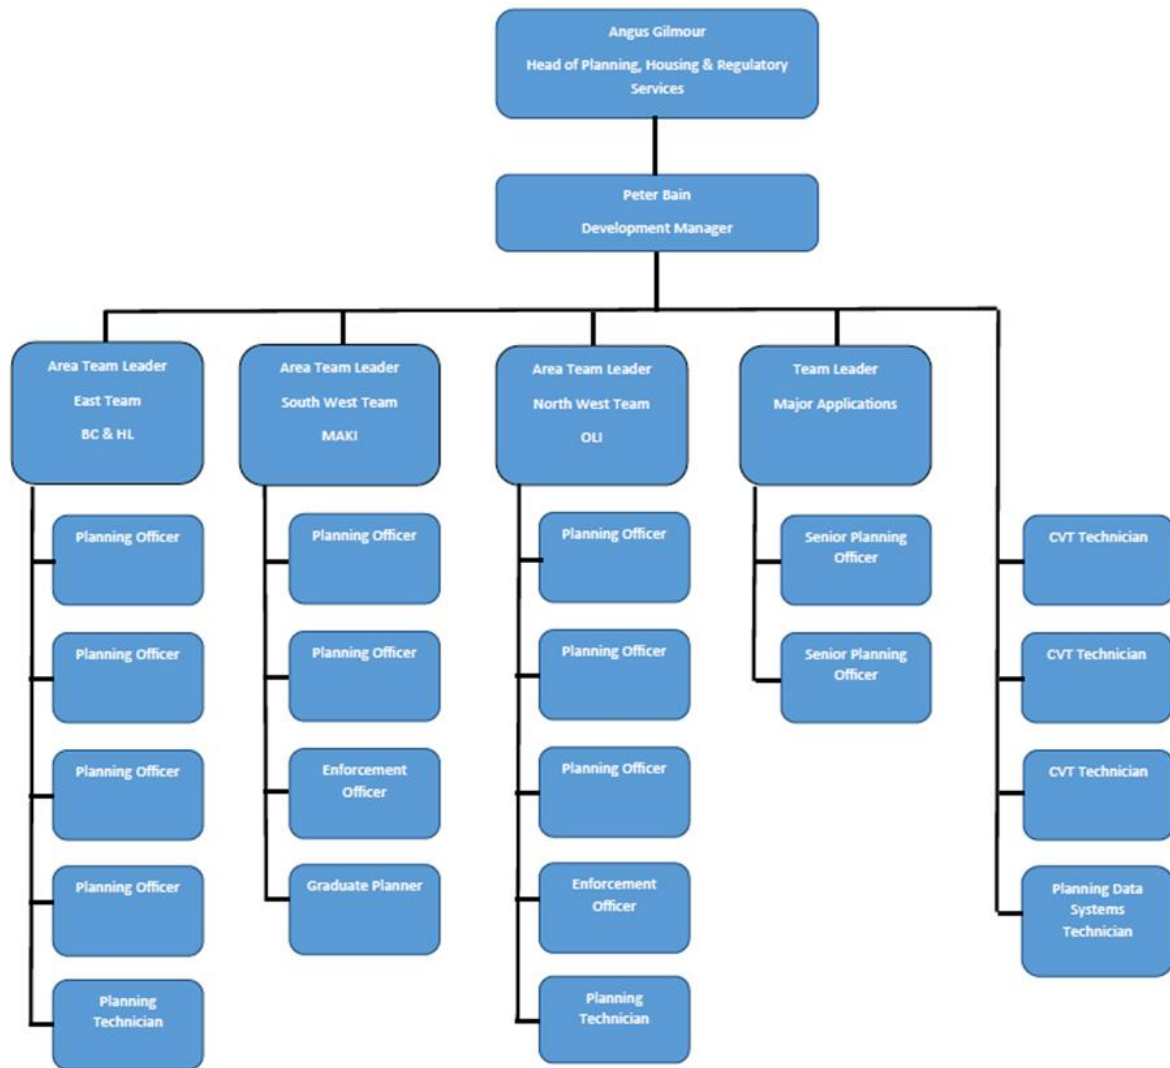 Angus Gilmour
Head of Planning, Housing & Regulatory
Services
Peter Bain
Development Manager
Area Team Leader
East Team
BC & HL
Area Team Leader
South West Team
MAKI
Area Team Leader
North West Team
OLI
Team Leader
Major Applications
Planning Officer
Planning Officer
Planning Officer
Planning Officer
Planning
Technician
Planning Officer
Planning Officer
Enforcement
Officer
Graduate Planner
Planning Officer
Planning Officer
Planning Officer
Enforcement
Officer
Planning
Technician
Senior Planning
Officer
Senior Planning
Officer
CVT Technician
CVT Technician
CVT Technician
Planning Data
Systems
Technician